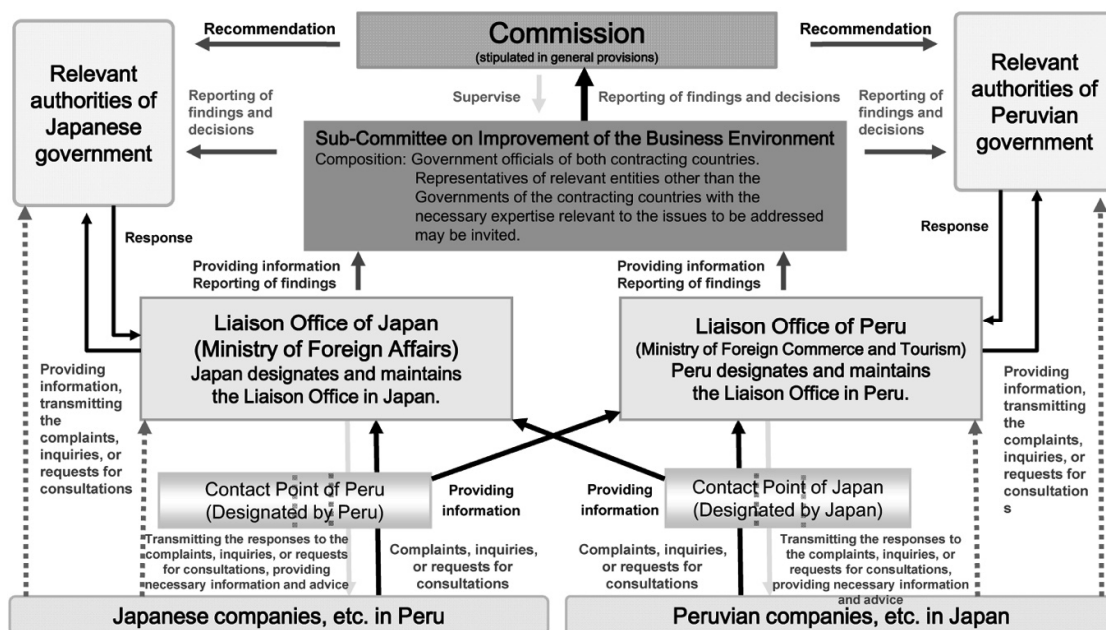 Recommendation
Commission
(stipulated in general provisions)
Recommendation
Relevant
authorities of
Japanese
government
Relevant
authorities of
Peruvian
government
Supervise
Reporting of findings and decisions
Reporting of
findings and
decisions
Reporting of
findings and
decisions
Sub-Committee on Improvement of the Business Environment
Composition: Government officials of both contracting countries.
Representatives of relevant entities other than the
Governments of the contracting countries with the
necessary expertise relevant to the issues to be addressed
may be invited.
Response
Response
Providing information
Reporting of findings
Providing information
Reporting of findings
Liaison Office of Japan
(Ministry of Foreign Affairs)
Japan designates and maintains
the Liaison Office in Japan.
Liaison Office of Peru
(Ministry of Foreign Commerce and Tourism)
Peru designates and maintains
the Liaison Office in Peru.
Providing
information,
transmitting
the
complaints,
inquiries, or
requests for
consultations
Providing
information,
transmitting
the
complaints,
inquiries, or
requests for
consultation
s
Contact Point of Peru
(Designated by Peru)
Providing
information
Providing
information
Contact Point of Japan
(Designated by Japan)
Transmitting the responses to the
complaints, inquiries, or requests
for consultations, providing
necessary information and advice
Complaints, inquiries,
or requests for
consultations
Complaints, inquiries,
or requests for
consultations
Transmitting the responses to
the complaints, inquiries, or
requests for consultations,
providing necessary information
and advice
Japanese companies, etc. in Peru
Peruvian companies, etc. in Japan